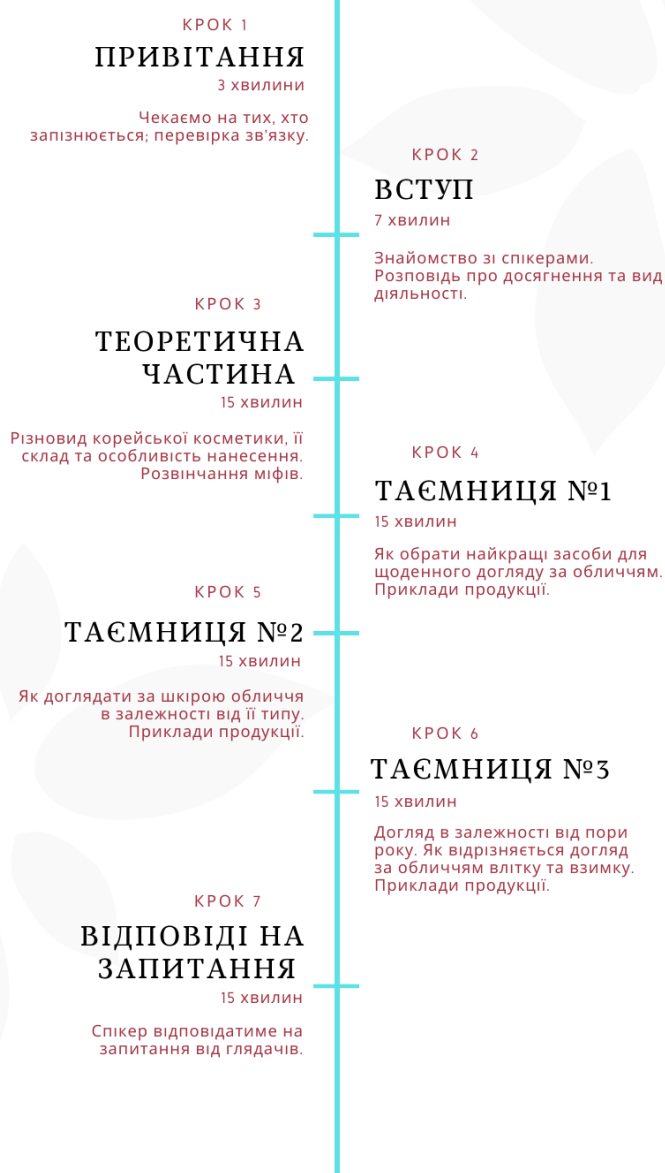 КРОК 1
ПРИВІТАННЯ
3 хвилини
Чекаємо на тих, хто
запізнюється; перевірка зв'язку.
КРОК 2
ВСТУП
7 хвилин
Знайомство зі спікерами.
Розповідь про досягнення та вид
діяльності.
КРОК 3
ТЕОРЕТИЧНА
ЧАСТИНА
15 хвилин
Різновид корейської косметики, її
склад та особливість нанесення.
Розвінчання міфів.
КРОК 4
ТАЄМНИЦЯ №1
15 хвилин
Як обрати найкращі засоби для
щоденного догляду за обличчям.
Приклади продукції.
КРОК 5
ТАЄМНИЦЯ №2
15 хвилин
Як доглядати за шкірою обличчя
в залежності від її типу.
Приклади продукції.
КРОК 6
ТАЄМНИЦЯ №3
15 хвилин
Догляд в залежності від пори
року. Як відрізняється догляд
за обличчям влітку та взимку.
Приклади продукції.
КРОК 7
ВІДПОВІДІ НА
ЗАПИТАННЯ
15 хвилин
Спікер відповідатиме на
запитання від глядачів.